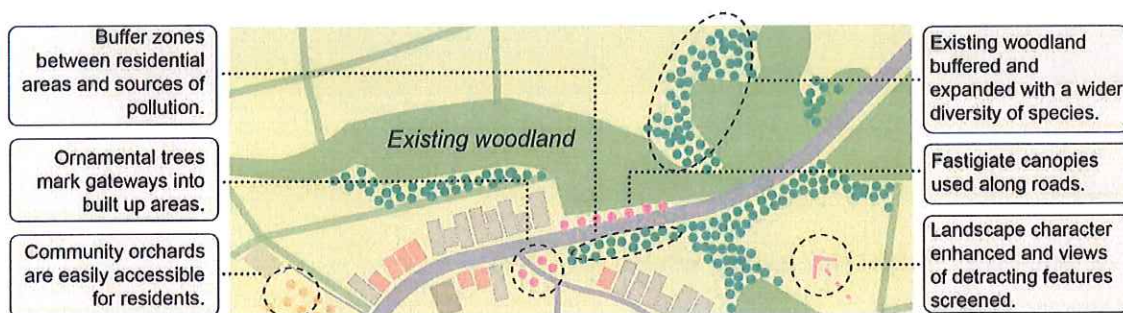 Buffer zones
between residential
areas and sources of
pollution.
Ornamental trees
mark gateways into
built up areas.
Community orchards
are easily accessible
for residents.
Existing woodland
Existing woodland
buffered and
expanded with a wider
diversity of species.
Fastigiate canopies
used along roads.
Landscape character
enhanced and views
of detracting features
screened.